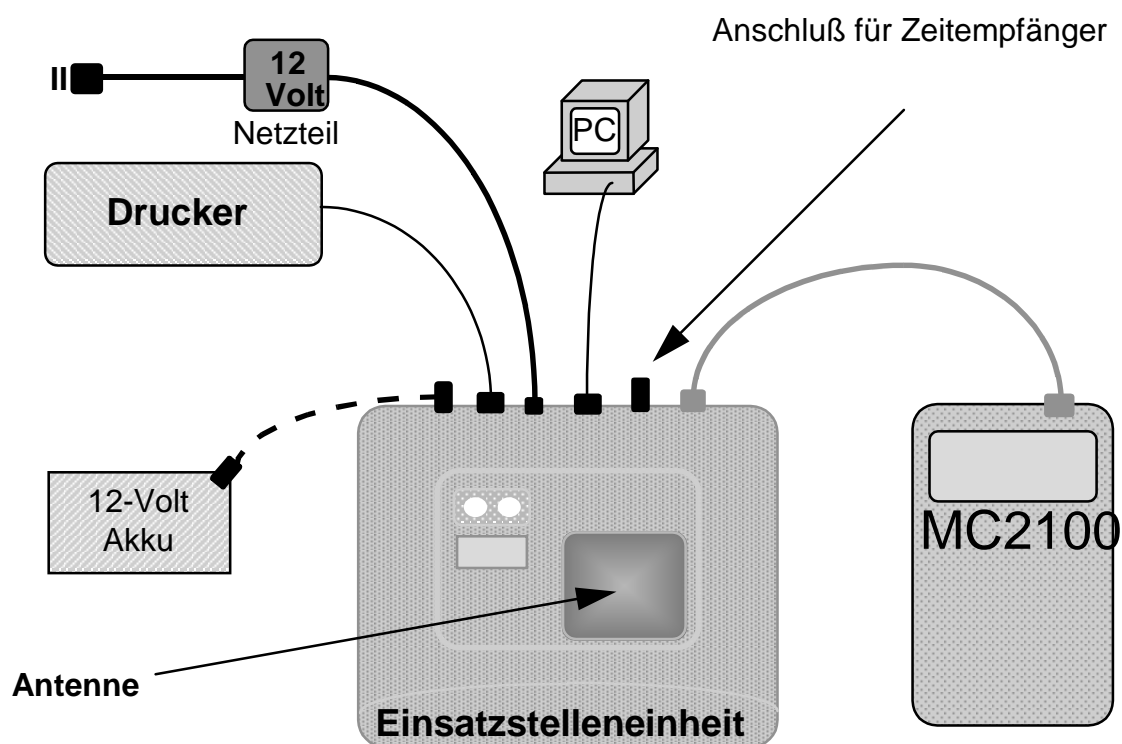 Anschluß für Zeitempfänger
12
Volt
Netzteil
PC
Drucker
12-Volt
Akku
MC2100
Antenne
Einsatzstelleneinheit